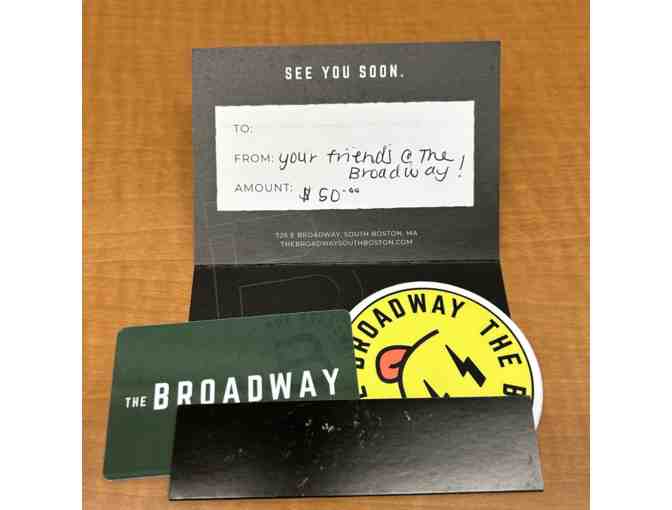 SEE YOU SOON.
TO:
FROM: your friends @ The
Broadway!
AMOUNT: $50.00
726 E BROADWAY, SOUTH BOSTON, MA
THEBROADWAYSOUTHBOSTON.COM
THE BROADWAY
BROADWAY THE B